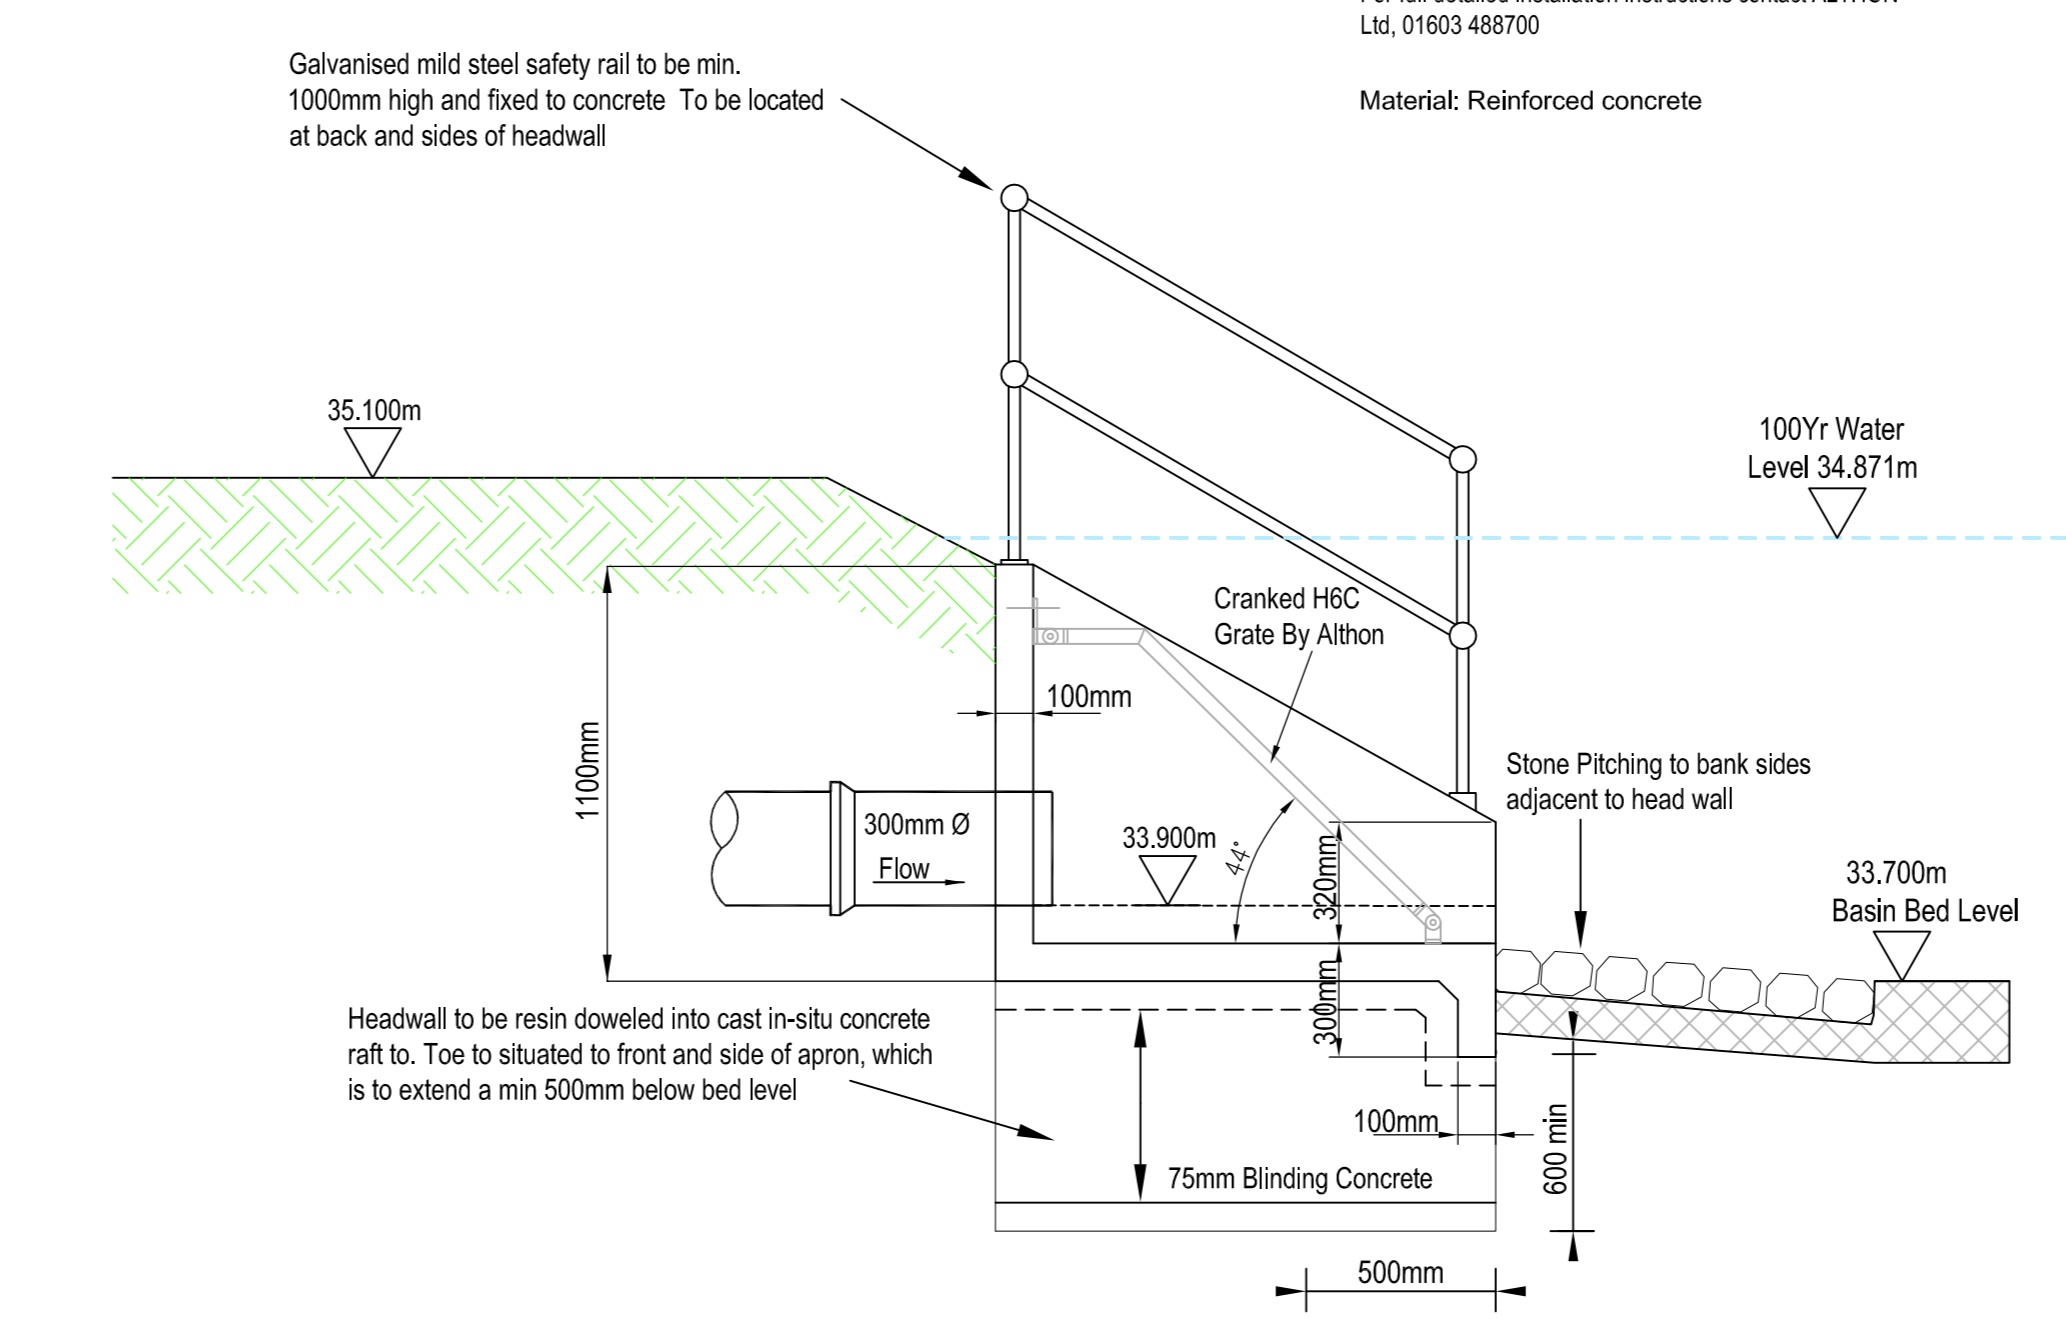 Ltd, 01603 488700
Material: Reinforced concrete
Galvanised mild steel safety rail to be min.
1000mm high and fixed to concrete  To be located
at back and sides of headwall
35.100m
100Yr Water
Level 34.871m
Cranked H6C
Grate By Althon
100mm
1100mm
Stone Pitching to bank sides
adjacent to head wall
300mm Ø
Flow
33.900m
44°
320mm
33.700m
Basin Bed Level
300mm
Headwall to be resin doweled into cast in-situ concrete
raft to. Toe to situated to front and side of apron, which
is to extend a min 500mm below bed level
100mm
600 min
75mm Blinding Concrete
500mm